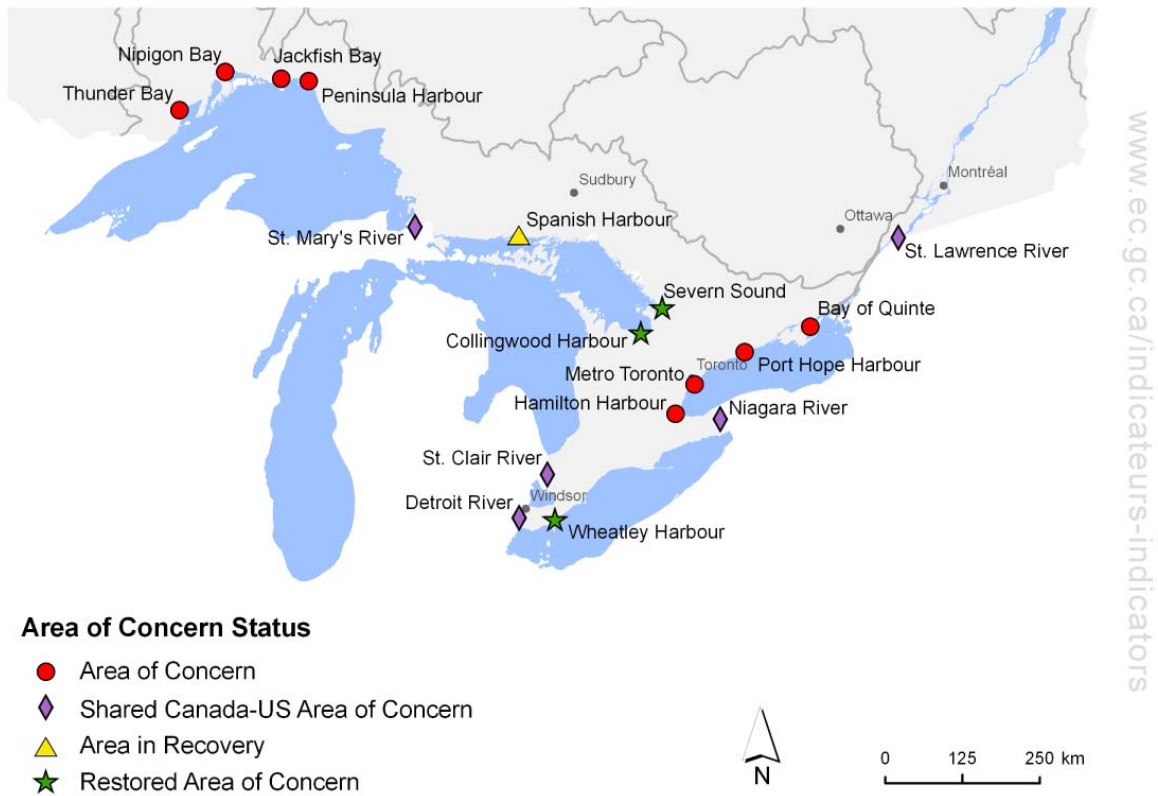 Nipigon Bay
Jackfish Bay
Thunder Bay
Peninsula Harbour
Sudbury
Montréal
Spanish Harbour
Ottawa
St. Mary's River
St. Lawrence River
Severn Sound
Bay of Quinte
Collingwood Harbour
Toronto
Port Hope Harbour
Metro Toronto
Hamilton Harbour
Niagara River
St. Clair River
Windsor
Detroit River
Wheatley Harbour
www.ec.gc.ca/indicateurs-indicators
Area of Concern Status
Area of Concern
Shared Canada-US Area of Concern
Area in Recovery
Restored Area of Concern
N
0 125 250 km